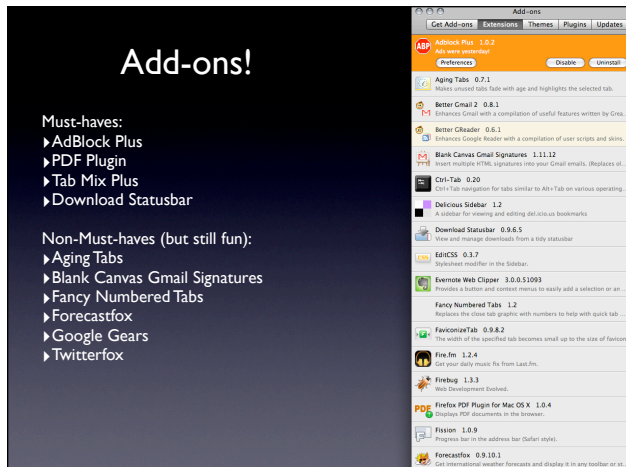 Add-ons!
Must-haves:
▸AdBlock Plus
▸PDF Plugin
▸Tab Mix Plus
▸Download Statusbar
Non-Must-haves (but still fun):
▸Aging Tabs
▸Blank Canvas Gmail Signatures
▸Fancy Numbered Tabs
▸Forecastfox
▸Google Gears
▸Twitterfox
Add-ons
Get Add-ons Extensions Themes Plugins Updates
ABP
Adblock Plus 1.0.2
Ads were yesterday!
Preferences Disable Uninstall
Aging Tabs 0.7.1
Makes unused tabs fade with age and highlights the selected tab.
Better Gmail 2 0.8.1
Enhances Gmail with a compilation of useful features written by Grea...
Better GReader 0.6.1
Enhances Google Reader with a compilation of user scripts and skins.
Blank Canvas Gmail Signatures 1.11.12
Insert multiple HTML signatures into your Gmail emails. (Replaces ol...
Ctrl-Tab 0.20
Ctrl+Tab navigation for tabs similar to Alt+Tab on various operating...
Delicious Sidebar 1.2
A sidebar for viewing and editing del.icio.us bookmarks
Download Statusbar 0.9.6.5
View and manage downloads from a tidy statusbar
CSS
EditCSS 0.3.7
Stylesheet modifier in the Sidebar.
Evernote Web Clipper 3.0.0.51093
Provides a button and context menus to easily add a selection or an ...
Fancy Numbered Tabs 1.2
Replaces the close tab graphic with numbers to help with quick tab ...
FaviconizeTab 0.9.8.2
The width of the specified tab becomes small up to the size of favicon
Fire.fm 1.2.4
Get your daily music fix from Last.fm.
Firebug 1.3.3
Web Development Evolved.
PDF
Firefox PDF Plugin for Mac OS X 1.0.4
Displays PDF documents in the browser.
Fission 1.0.9
Progress bar in the address bar (Safari style).
Forecastfox 0.9.10.1
Get international weather forecasts and display it in any toolbar or st...